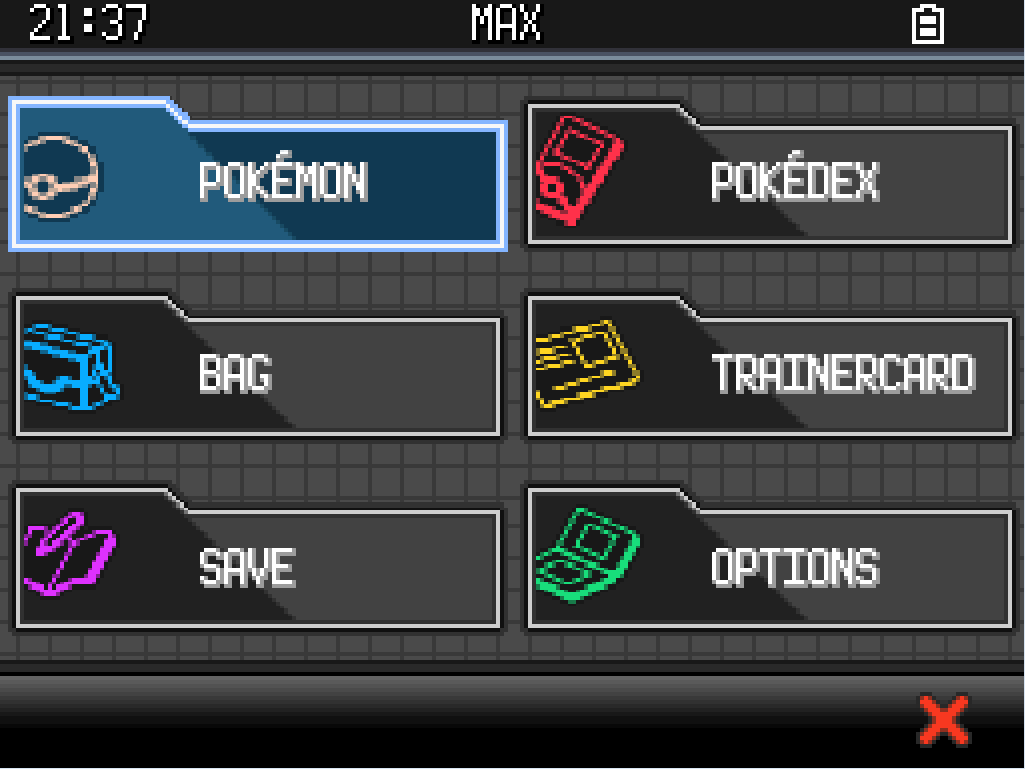 21:37 MAX
POKÉMON POKÉDEX
BAG TRAINERCARD
SAVE OPTIONS